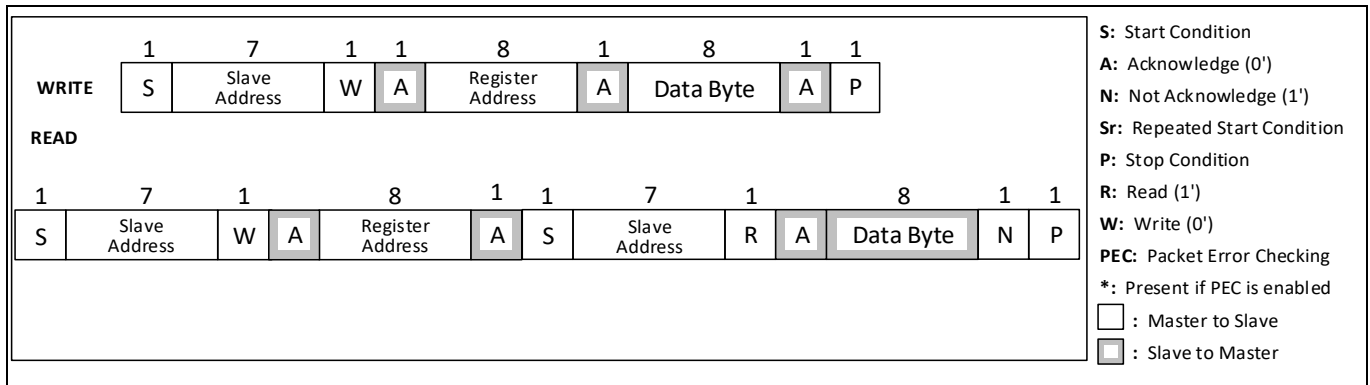 1 7 1 1 8 1 8 1 1
WRITE S Slave Address W A Register Address A Data Byte A P
READ
1 7 1 8 1 1 7 1 8 1 1
S Slave Address W A Register Address A S Slave Address R A Data Byte N P
S: Start Condition
A: Acknowledge (0')
N: Not Acknowledge (1')
Sr: Repeated Start Condition
P: Stop Condition
R: Read (1')
W: Write (0')
PEC: Packet Error Checking
*: Present if PEC is enabled
: Master to Slave
: Slave to Master